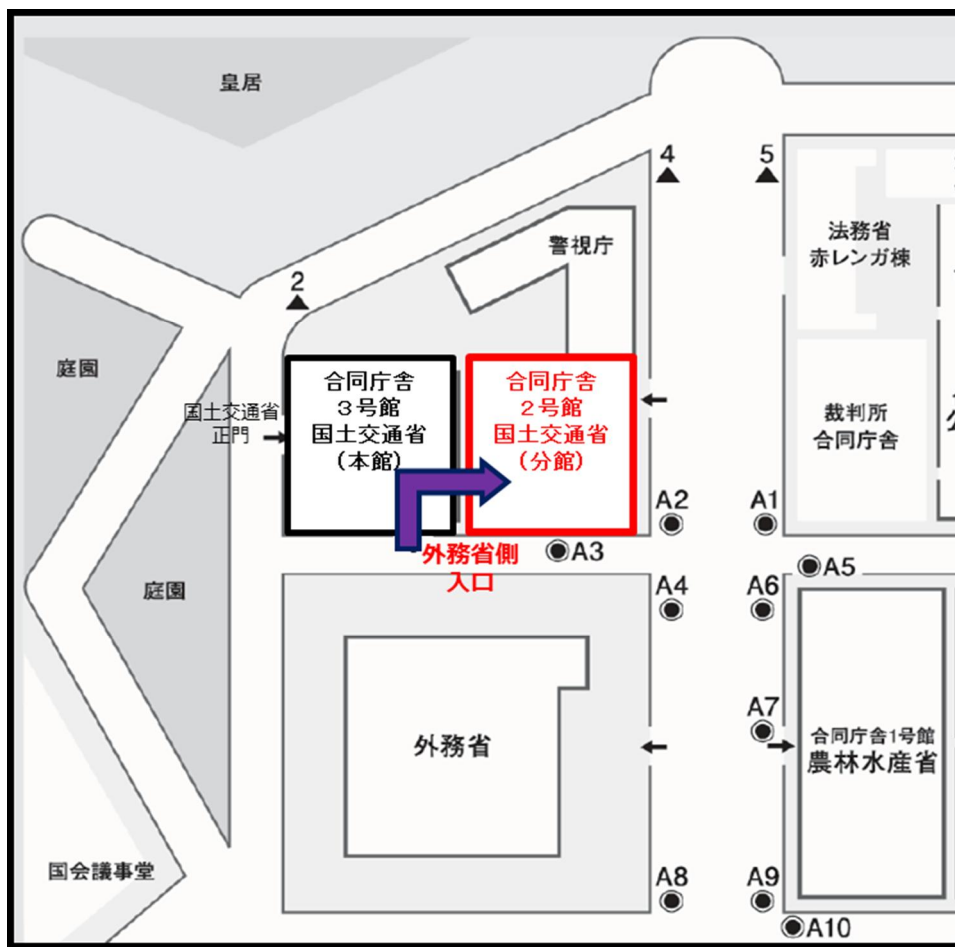 皇居
4
5
警視庁
法務省
赤レンガ棟
2
庭園
国土交通省
正門
合同庁舎
3号館
国土交通省
(本館)
合同庁舎
2号館
国土交通省
(分館)
裁判所
合同庁舎
A2
A1
外務省側
入口
A3
A5
庭園
A4
A6
A7
外務省
合同庁舎1号館
農林水産省
国会議事堂
A8
A9
A10